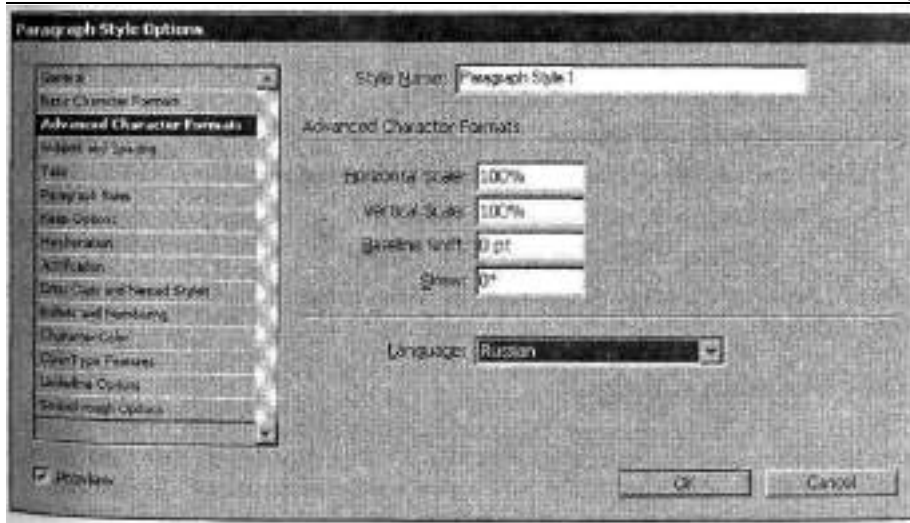 Paragraph Style Options
General
Basic Character Formats
Advanced Character Formats
Indents and Spacing
Tabs
Paragraph Rules
Keep Options
Hyphenation
Justification
Drop Caps and Nested Styles
Bullets and Numbering
Character Color
OpenType Features
Underline Options
Strikethrough Options
Style Name: Paragraph Style 1
Advanced Character Formats
Horizontal Scale: 100%
Vertical Scale: 100%
Baseline Shift: 0 pt
Skew: 0°
Language: Russian
Preview
OK
Cancel